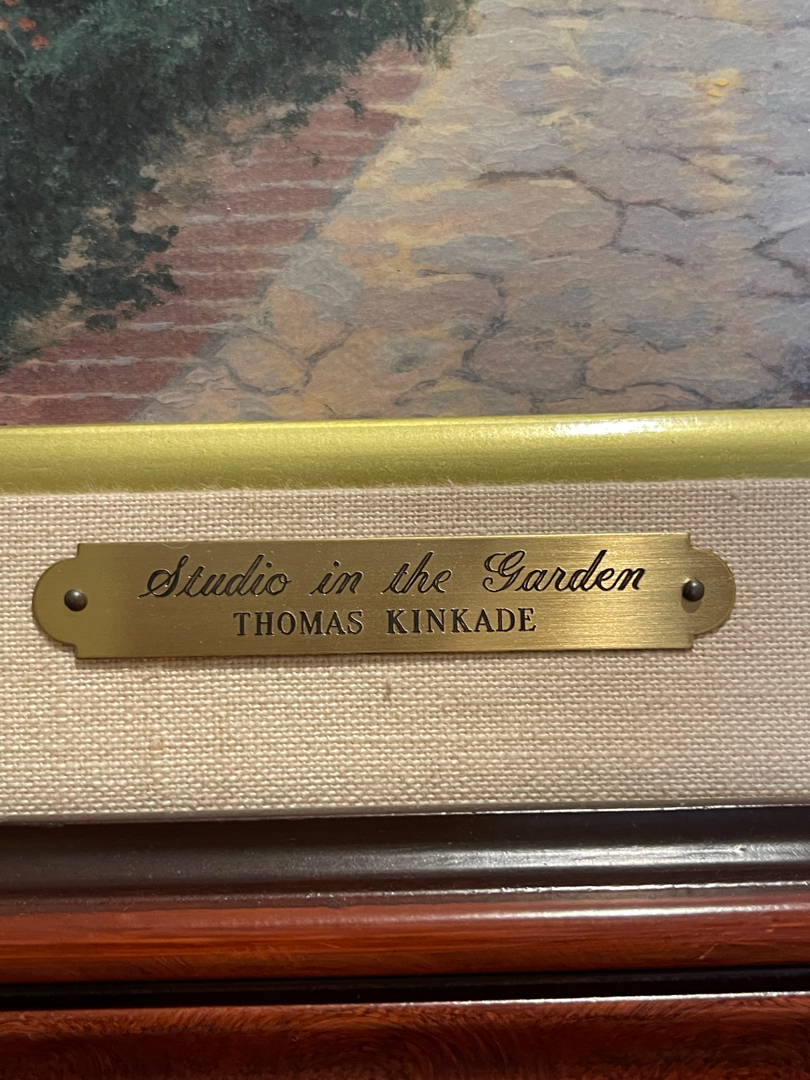 Studio in the Garden
THOMAS KINKADE